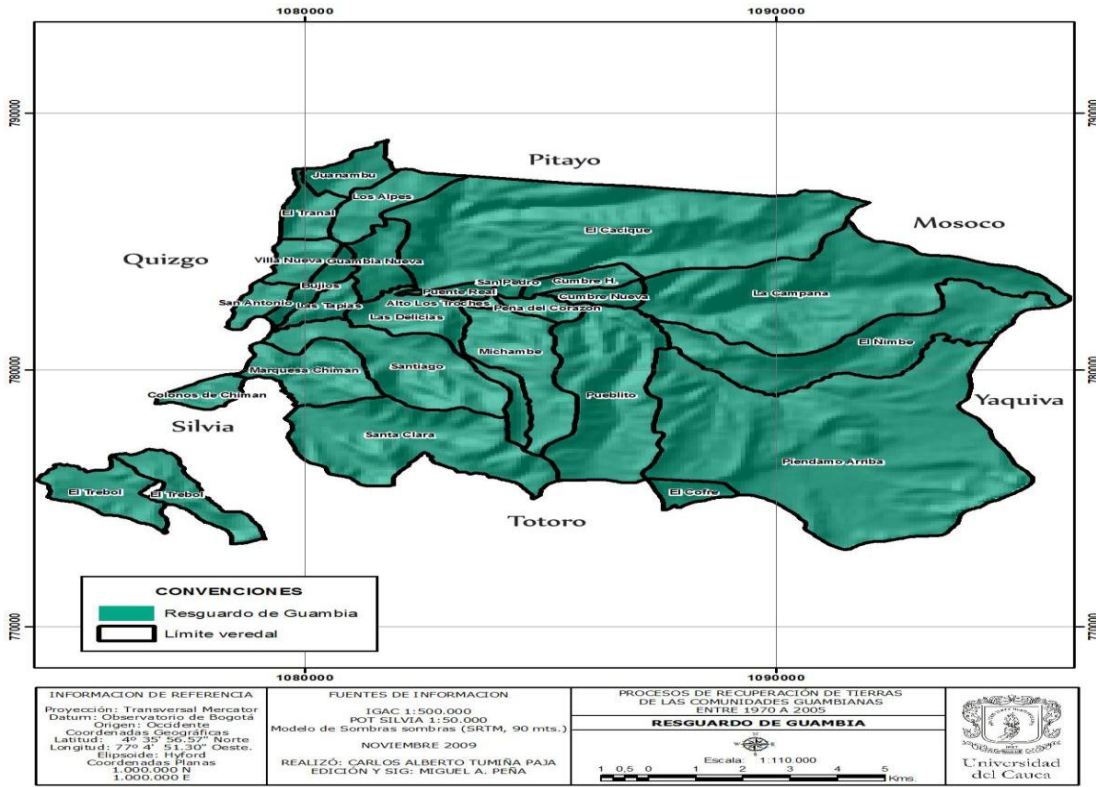 1080000
1090000
790000
790000
Pitayo
Juanambu
Los Alpes
Mosoco
El Tranal
El Cacique
Quizgo
Villa Nueva
Guambia Nueva
San Pedro
Cumbre H.
Bujios
Puente Real
La Campana
San Antonio
Las Tapias
Alto Los Troches
Cumbre Nueva
Peña del Corazón
Las Delicias
El Nimbe
Michambe
780000
Marquesa Chiman
Santiago
780000
Colonos de Chiman
Pueblito
Yaquiva
Silvia
Santa Clara
Piendamo Arriba
El Trebol
El Trebol
El Cofre
Totoro
CONVENCIONES
Resguardo de Guambia
Límite veredal
770000
770000
1080000
1090000
INFORMACION DE REFERENCIA
Proyección: Transversal Mercator
Datum: Observatorio de Bogotá
Origen: Occidente
Coordenadas Geográficas
Latitud: 4º 35' 56.57" Norte
Longitud: 77º 4' 51.30" Oeste.
Elipsoide: Hyford
Coordenadas Planas
1.000.000 N
1.000.000 E
FUENTES DE INFORMACION
IGAC 1:500.000
POT SILVIA 1:50.000
Modelo de Sombras sombras (SRTM, 90 mts.)
NOVIEMBRE 2009
REALIZÓ: CARLOS ALBERTO TUMIÑA PAJA
EDICIÓN Y SIG: MIGUEL A. PEÑA
PROCESOS DE RECUPERACIÓN DE TIERRAS
DE LAS COMUNIDADES GUAMBIANAS
ENTRE 1970 A 2005
RESGUARDO DE GUAMBIA
N
W E
S
Escala: 1:110.000
1 0,5 0 1 2 3 4 5
Kms.
Universidad
del Cauca